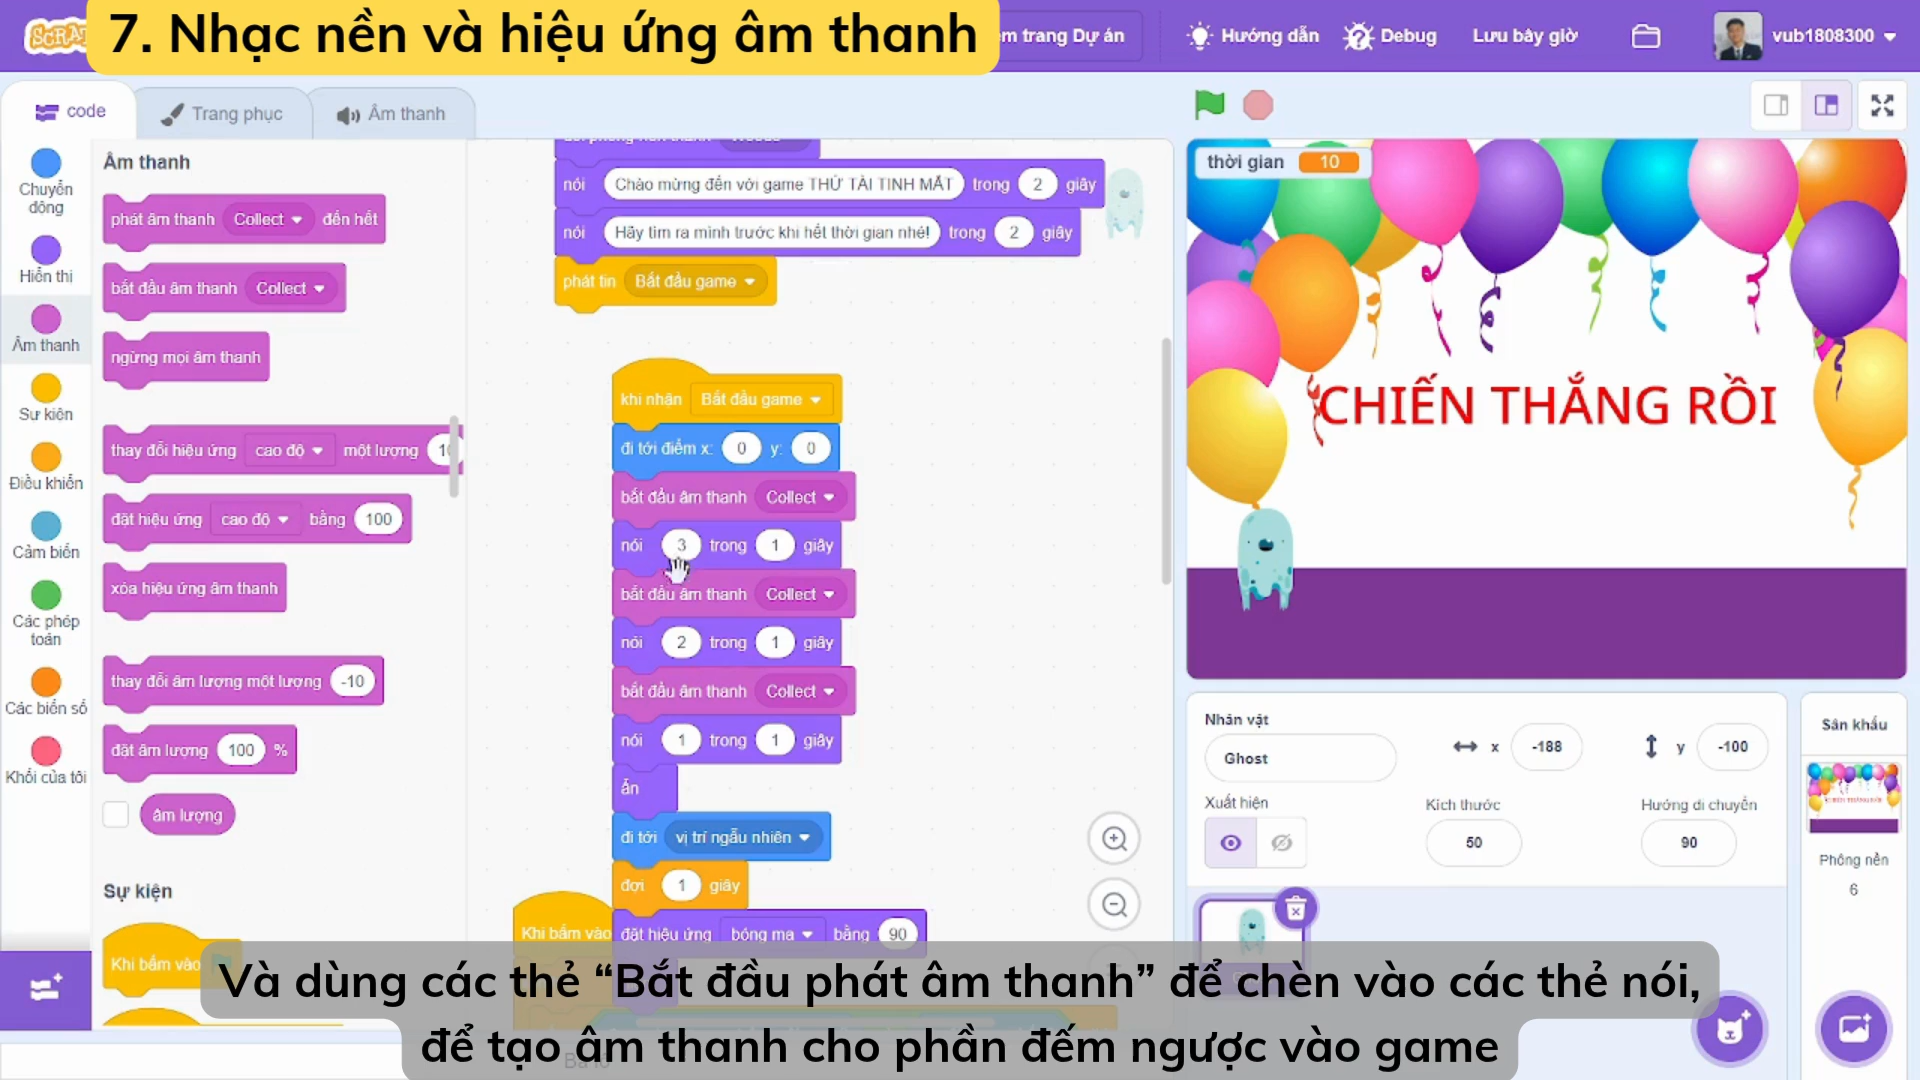 7. Nhạc nền và hiệu ứng âm thanh
trang Dự án
Hướng dẫn
Debug
Lưu bây giờ
vub1808300
code
Trang phục
Âm thanh
Chuyển động
Hiển thị
Âm thanh
Sự kiện
Điều khiển
Cảm biến
Các phép toán
Các biến số
Khối của tôi
Âm thanh
phát âm thanh Collect đến hết
bắt đầu âm thanh Collect
ngừng mọi âm thanh
thay đổi hiệu ứng cao độ một lượng
đặt hiệu ứng cao độ bằng 100
xóa hiệu ứng âm thanh
thay đổi âm lượng một lượng -10
đặt âm lượng 100 %
âm lượng
Sự kiện
Khi bấm vào
nói Chào mừng đến với game THỬ TÀI TINH MẮT trong 2 giây
nói Hãy tìm ra mình trước khi hết thời gian nhé! trong 2 giây
phát tin Bắt đầu game
khi nhận Bắt đầu game
đi tới điểm x: 0 y: 0
bắt đầu âm thanh Collect
nói 3 trong 1 giây
bắt đầu âm thanh Collect
nói 2 trong 1 giây
bắt đầu âm thanh Collect
nói 1 trong 1 giây
ẩn
đi tới vị trí ngẫu nhiên
đợi 1 giây
Khi bấm vào
đặt hiệu ứng bóng ma bằng 90
thời gian 10
CHIẾN THẮNG RỒI
Nhân vật
Ghost
x -188
y -100
Xuất hiện
Kích thước
50
Hướng di chuyển
90
Sân khấu
Phông nền
6
Và dùng các thẻ “Bắt đầu phát âm thanh” để chèn vào các thẻ nói,
để tạo âm thanh cho phần đếm ngược vào game